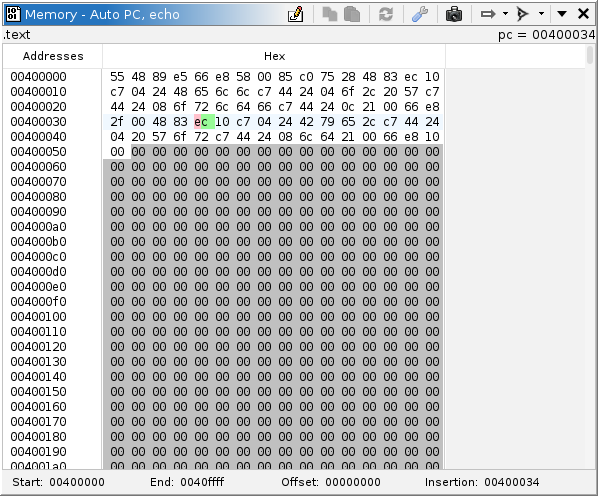 Memory - Auto PC, echo
.text pc = 00400034
Addresses Hex
00400000 55 48 89 e5 66 e8 58 00 85 c0 75 28 48 83 ec 10
00400010 c7 04 24 48 65 6c 6c c7 44 24 04 6f 2c 20 57 c7
00400020 44 24 08 6f 72 6c 64 66 c7 44 24 0c 21 00 66 e8
00400030 2f 00 48 83 ec 10 c7 04 24 42 79 65 2c c7 44 24
00400040 04 20 57 6f 72 c7 44 24 08 6c 64 21 00 66 e8 10
00400050 00 00 00 00 00 00 00 00 00 00 00 00 00 00 00 00
00400060 00 00 00 00 00 00 00 00 00 00 00 00 00 00 00 00
00400070 00 00 00 00 00 00 00 00 00 00 00 00 00 00 00 00
00400080 00 00 00 00 00 00 00 00 00 00 00 00 00 00 00 00
00400090 00 00 00 00 00 00 00 00 00 00 00 00 00 00 00 00
004000a0 00 00 00 00 00 00 00 00 00 00 00 00 00 00 00 00
004000b0 00 00 00 00 00 00 00 00 00 00 00 00 00 00 00 00
004000c0 00 00 00 00 00 00 00 00 00 00 00 00 00 00 00 00
004000d0 00 00 00 00 00 00 00 00 00 00 00 00 00 00 00 00
004000e0 00 00 00 00 00 00 00 00 00 00 00 00 00 00 00 00
004000f0 00 00 00 00 00 00 00 00 00 00 00 00 00 00 00 00
00400100 00 00 00 00 00 00 00 00 00 00 00 00 00 00 00 00
00400110 00 00 00 00 00 00 00 00 00 00 00 00 00 00 00 00
00400120 00 00 00 00 00 00 00 00 00 00 00 00 00 00 00 00
00400130 00 00 00 00 00 00 00 00 00 00 00 00 00 00 00 00
00400140 00 00 00 00 00 00 00 00 00 00 00 00 00 00 00 00
00400150 00 00 00 00 00 00 00 00 00 00 00 00 00 00 00 00
00400160 00 00 00 00 00 00 00 00 00 00 00 00 00 00 00 00
00400170 00 00 00 00 00 00 00 00 00 00 00 00 00 00 00 00
00400180 00 00 00 00 00 00 00 00 00 00 00 00 00 00 00 00
00400190 00 00 00 00 00 00 00 00 00 00 00 00 00 00 00 00
004001a0 00 00 00 00 00 00 00 00 00 00 00 00 00 00 00 00
Start: 00400000 End: 0040ffff Offset: 00000000 Insertion: 00400034